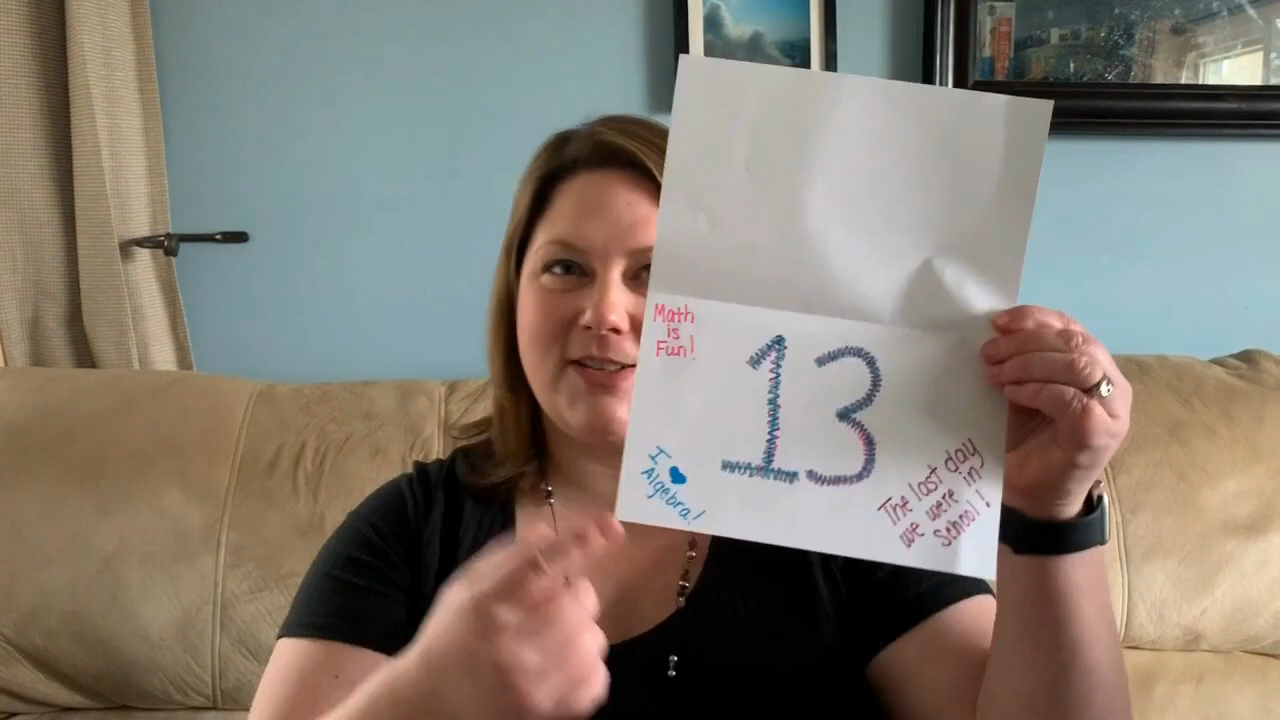 Math
is
Fun!
13
I ♥
Algebra!
The last day
we were in
School!